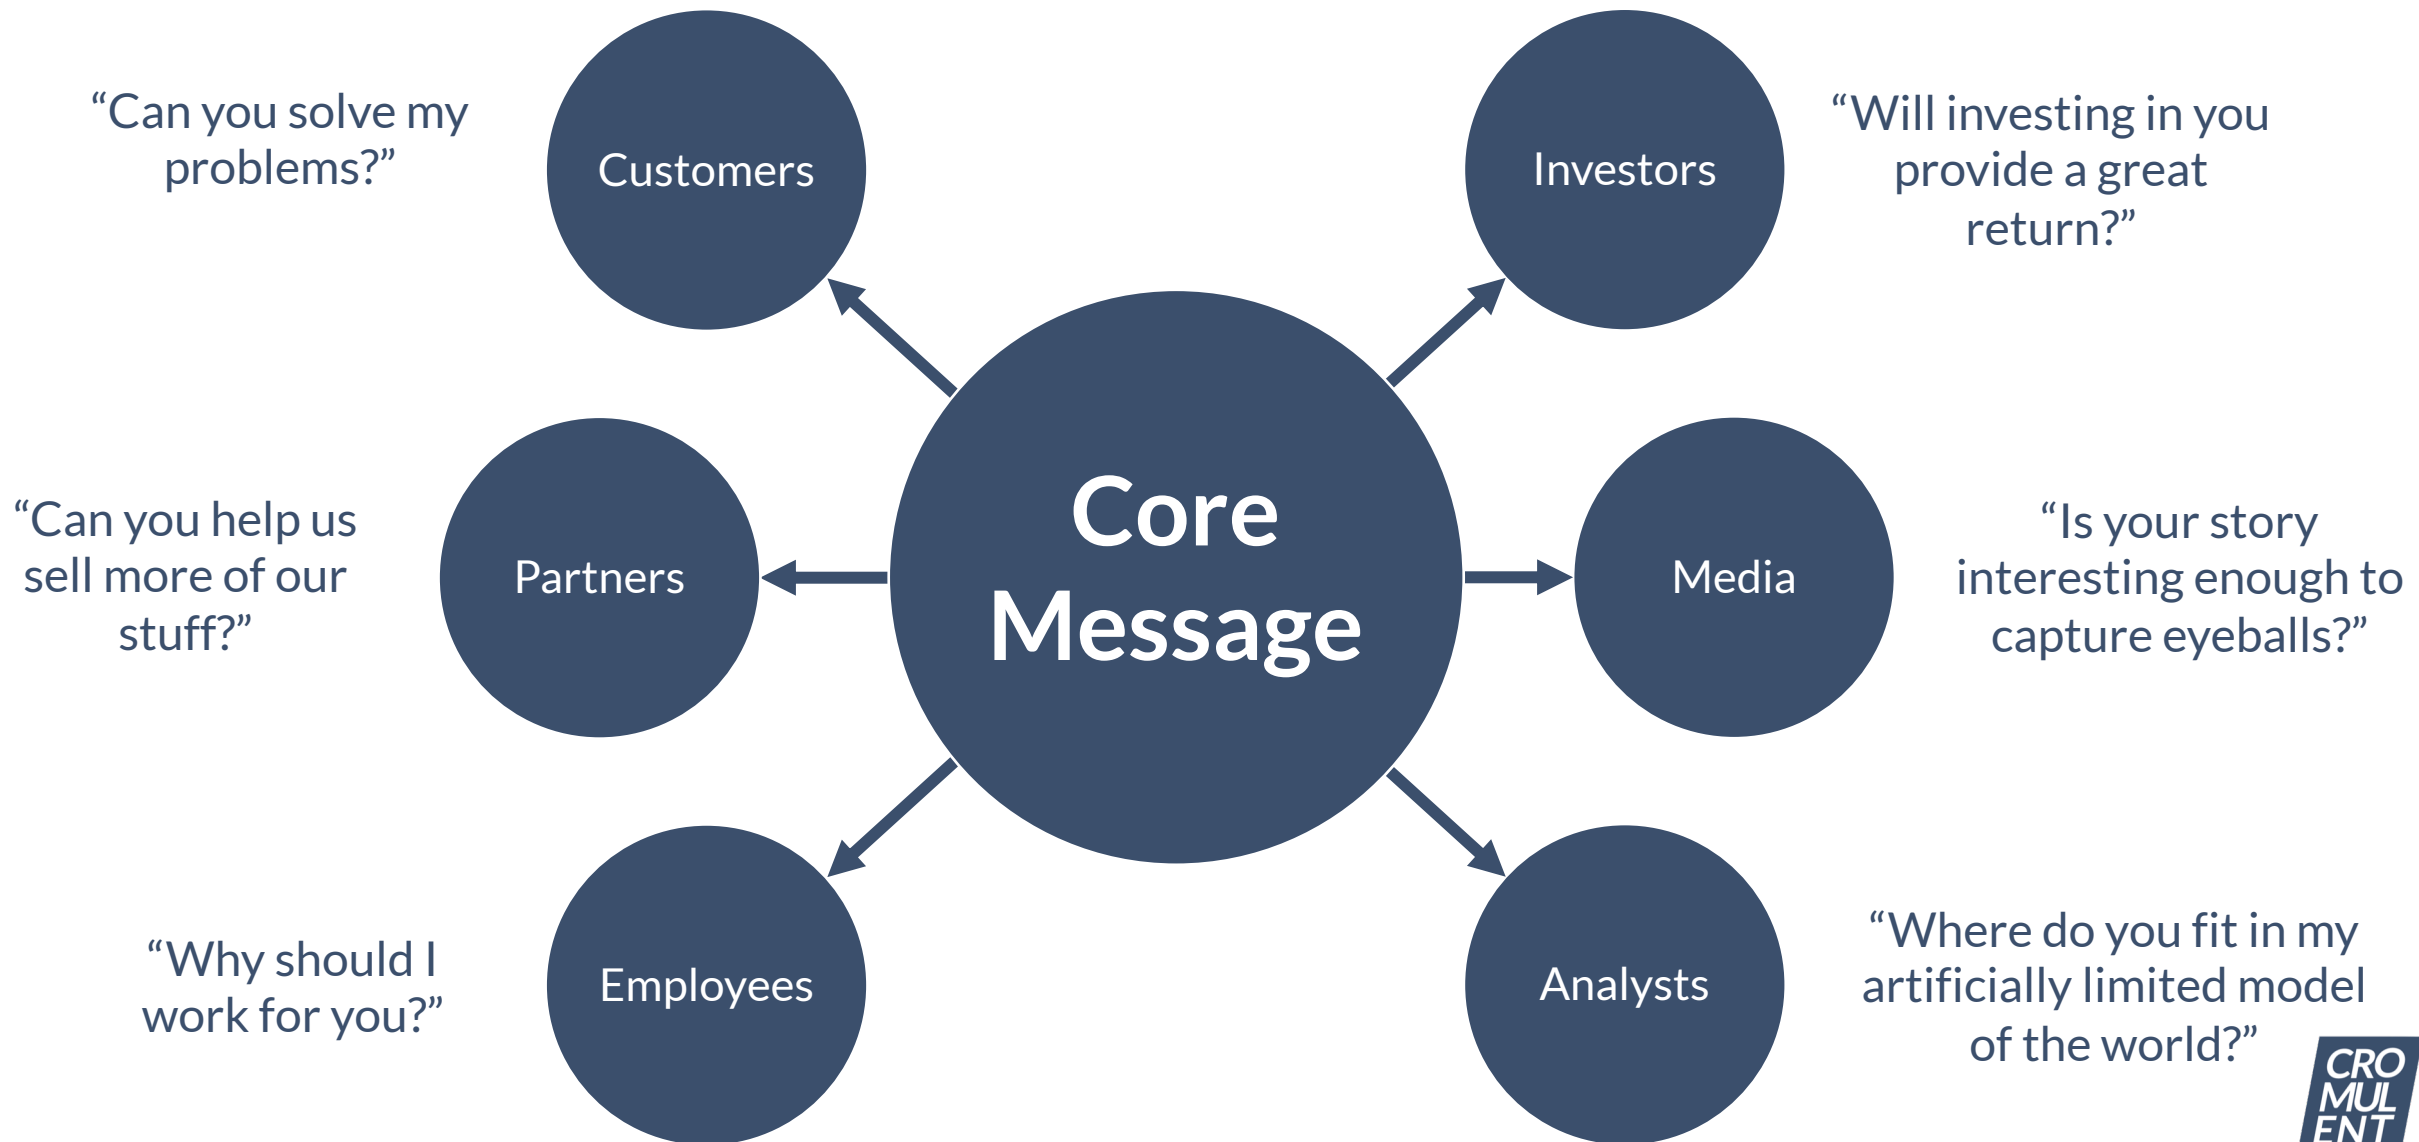 “Can you solve my
problems?”
Customers
Investors
“Will investing in you
provide a great
return?”
“Can you help us
sell more of our
stuff?”
Partners
Core
Message
Media
“Is your story
interesting enough to
capture eyeballs?”
“Why should I
work for you?”
Employees
Analysts
“Where do you fit in my
artificially limited model
of the world?”
CRO
MUL
ENT